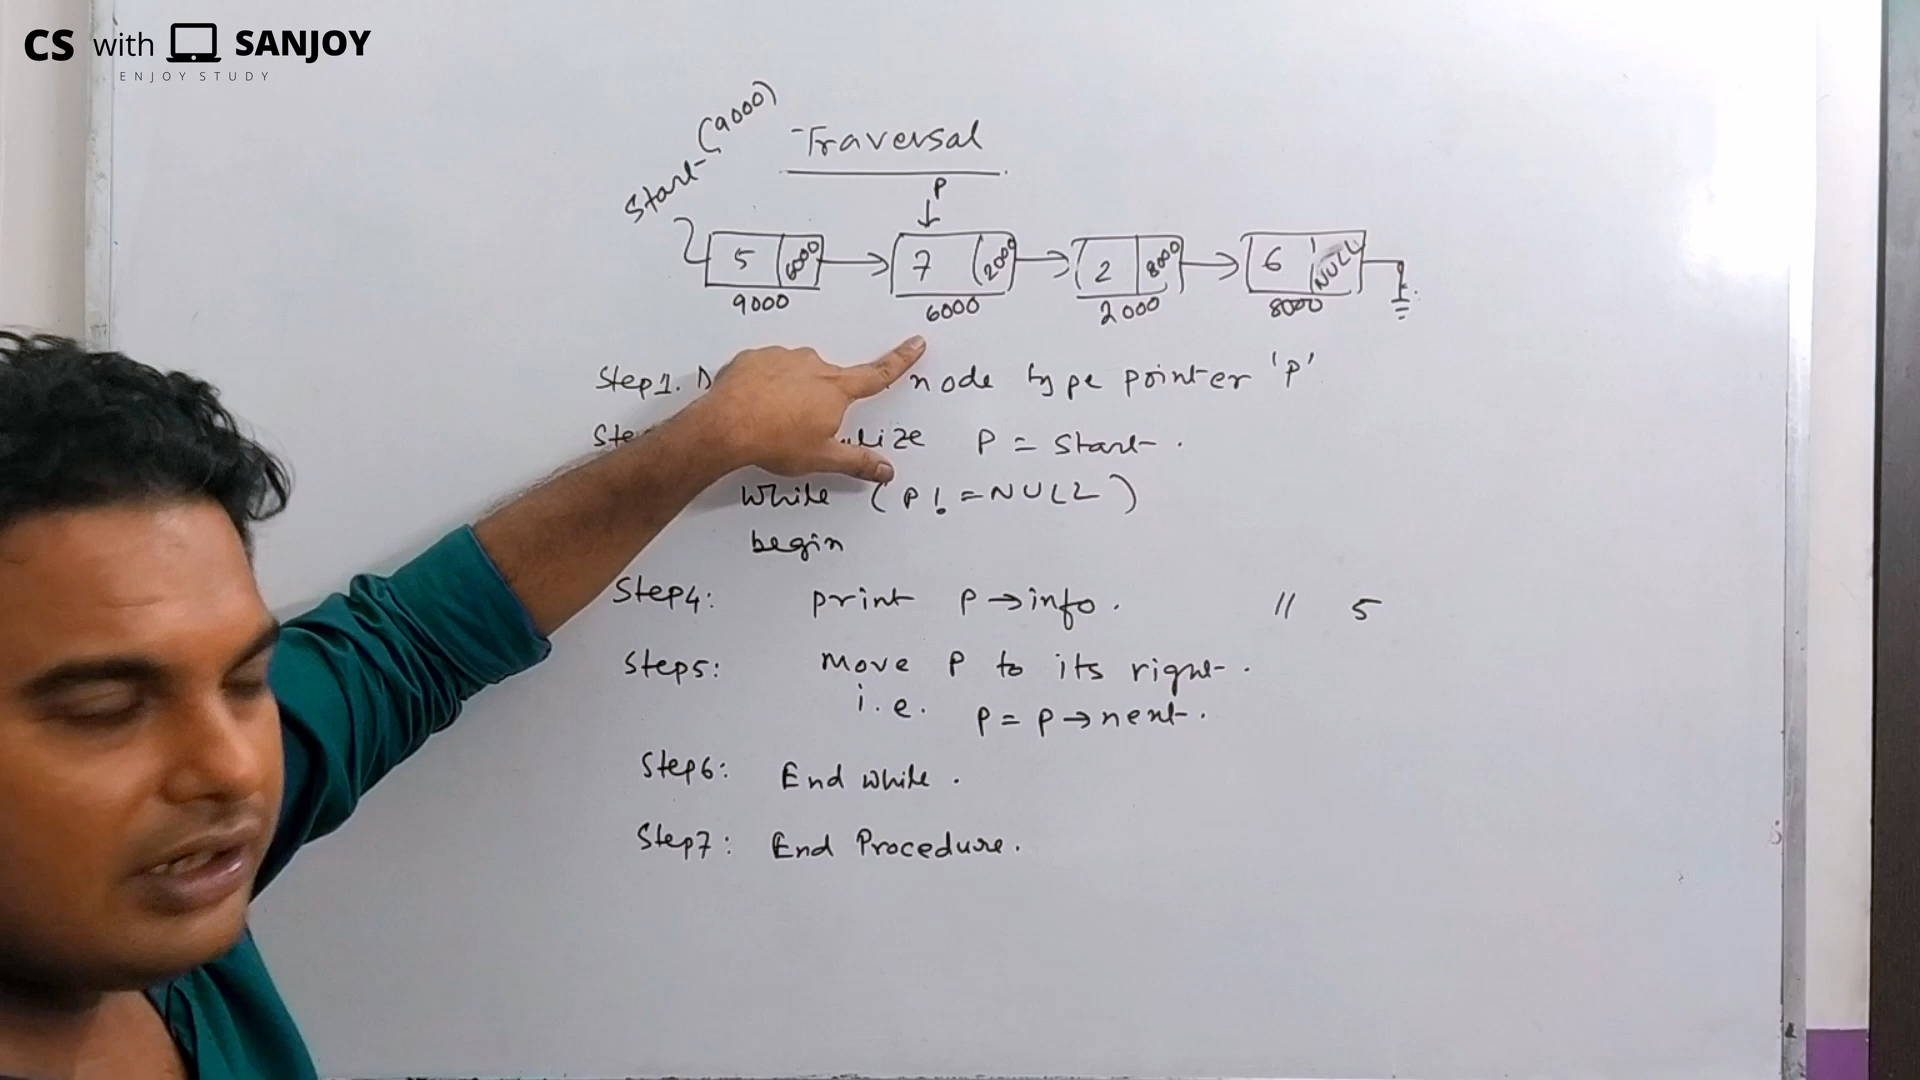 CS with SANJOY
ENJOY STUDY
Start (9000)
Traversal
P
5 6000 7 2000 2 8000 6 NULL
9000 6000 2000 8000
Step1. node type pointer 'P'
P = Start.
While (P != NULL)
begin
Step4: print P→info. // 5
Step5: Move P to its right.
i.e. P = P→next.
Step6: End while.
Step7: End Procedure.